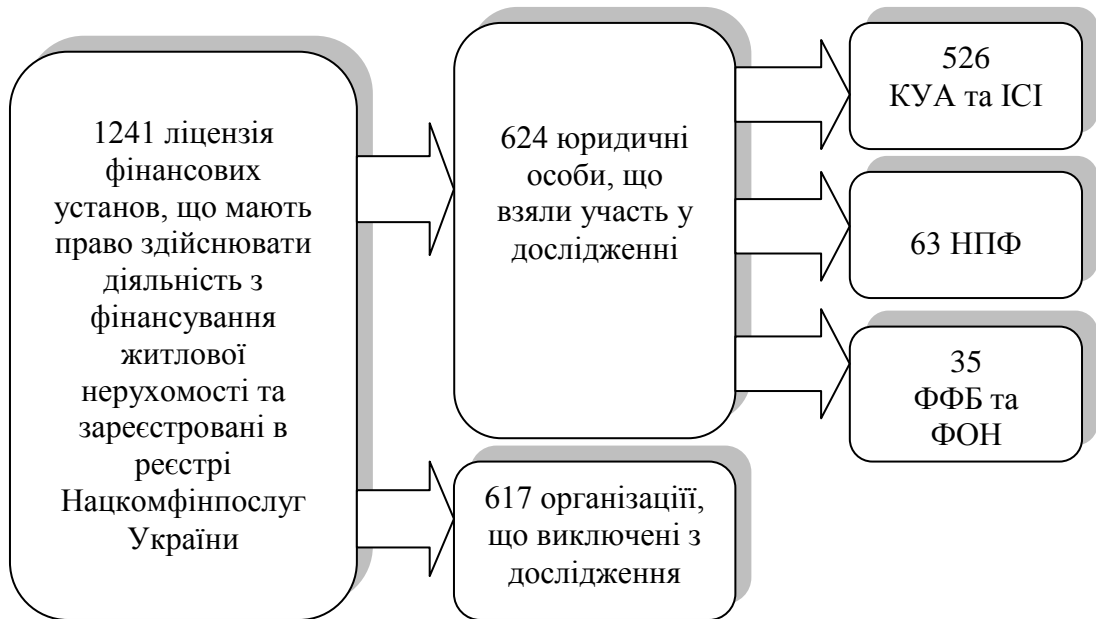 1241 ліцензія
фінансових
установ, що мають
право здійснювати
діяльність з
фінансування
житлової
нерухомості та
зареєстровані в
реєстрі
Нацкомфінпослуг
України
624 юридичні
особи, що
взяли участь у
дослідженні
617 організаціїі,
що виключені з
дослідження
526
КУА та ІСІ
63 НПФ
35
ФФБ та
ФОН